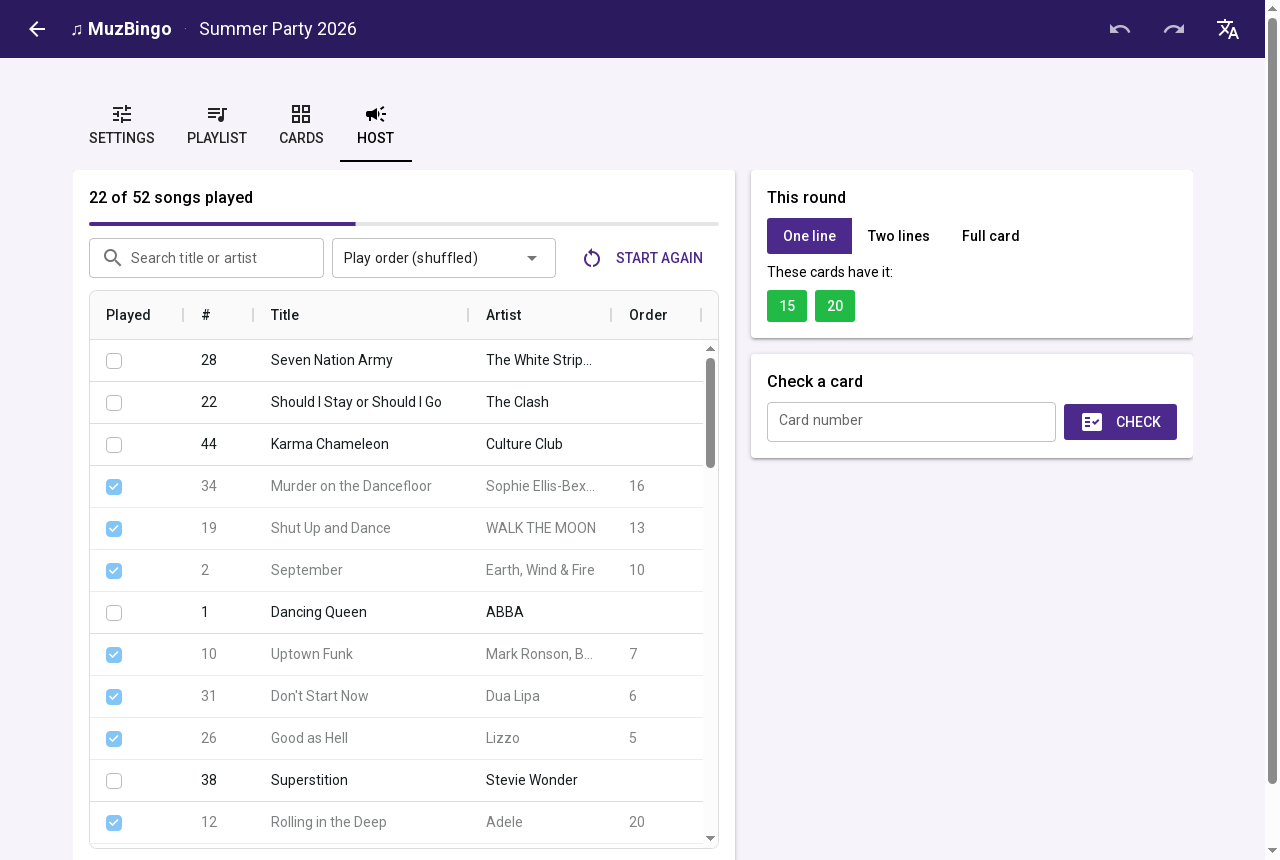 ♫ MuzBingo · Summer Party 2026
SETTINGS PLAYLIST CARDS HOST
22 of 52 songs played
Search title or artist
Play order (shuffled)
START AGAIN
Played # Title Artist Order
28 Seven Nation Army The White Strip...
22 Should I Stay or Should I Go The Clash
44 Karma Chameleon Culture Club
34 Murder on the Dancefloor Sophie Ellis-Bex... 16
19 Shut Up and Dance WALK THE MOON 13
2 September Earth, Wind & Fire 10
1 Dancing Queen ABBA
10 Uptown Funk Mark Ronson, B... 7
31 Don't Start Now Dua Lipa 6
26 Good as Hell Lizzo 5
38 Superstition Stevie Wonder
12 Rolling in the Deep Adele 20
This round
One line Two lines Full card
These cards have it:
15 20
Check a card
Card number
CHECK